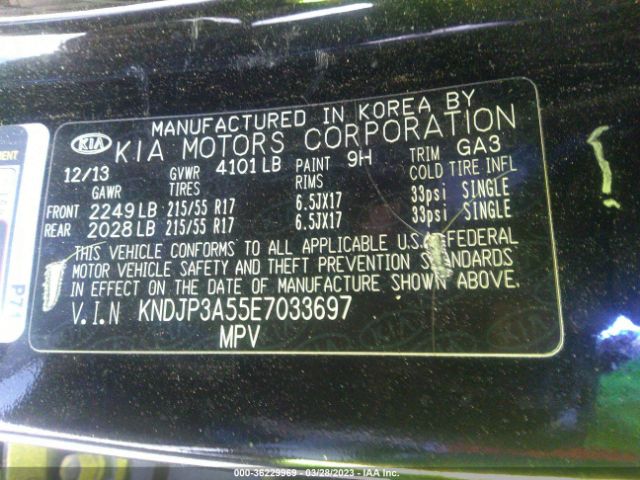 MANUFACTURED IN KOREA BY
KIA KIA MOTORS CORPORATION
12/13 GVWR 4101 LB PAINT 9H TRIM GA3
GAWR TIRES RIMS COLD TIRE INFL
FRONT 2249 LB 215/55 R17 6.5JX17 33psi SINGLE
REAR 2028 LB 215/55 R17 6.5JX17 33psi SINGLE
THIS VEHICLE CONFORMS TO ALL APPLICABLE U.S. FEDERAL
MOTOR VEHICLE SAFETY AND THEFT PREVENTION STANDARDS
IN EFFECT ON THE DATE OF MANUFACTURE SHOWN ABOVE.
V.I.N KNDJP3A55E7033697
MPV
000-36229969 - 03/28/2023 - IAA Inc.